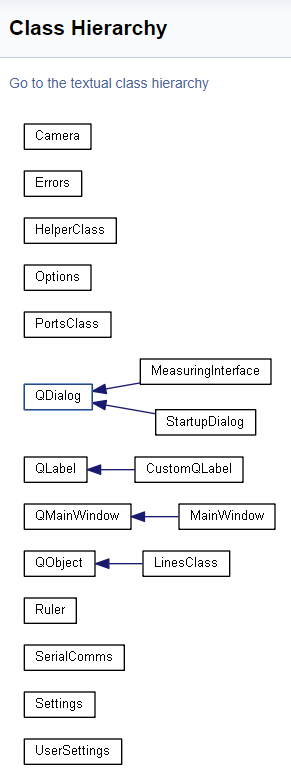 Class Hierarchy
Go to the textual class hierarchy
Camera
Errors
HelperClass
Options
PortsClass
MeasuringInterface
QDialog
StartupDialog
QLabel CustomQLabel
QMainWindow MainWindow
QObject LinesClass
Ruler
SerialComms
Settings
UserSettings